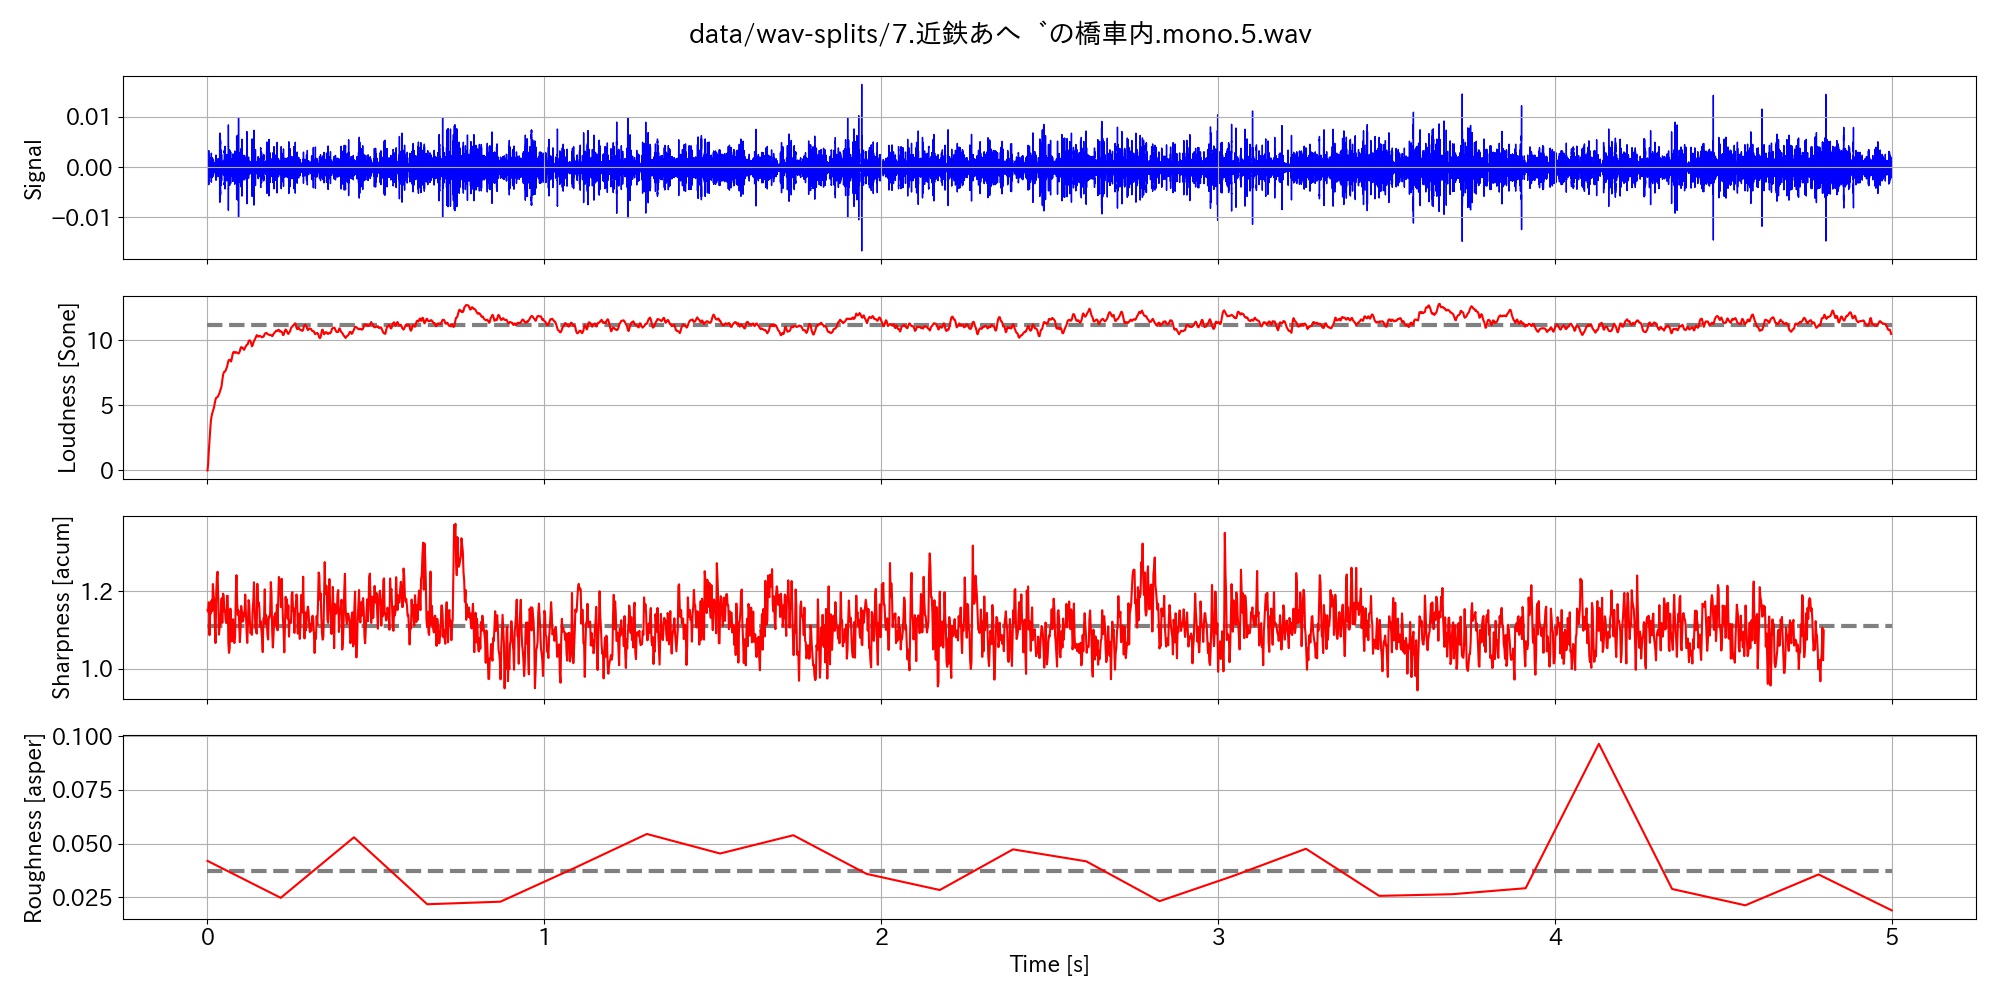 data/wav-splits/7.近鉄あべの橋車内.mono.5.wav
Signal
0.01
0.00
−0.01
Loudness [Sone]
10
5
0
Sharpness [acum]
1.2
1.0
Roughness [asper]
0.100
0.075
0.050
0.025
0 1 2 3 4 5
Time [s]